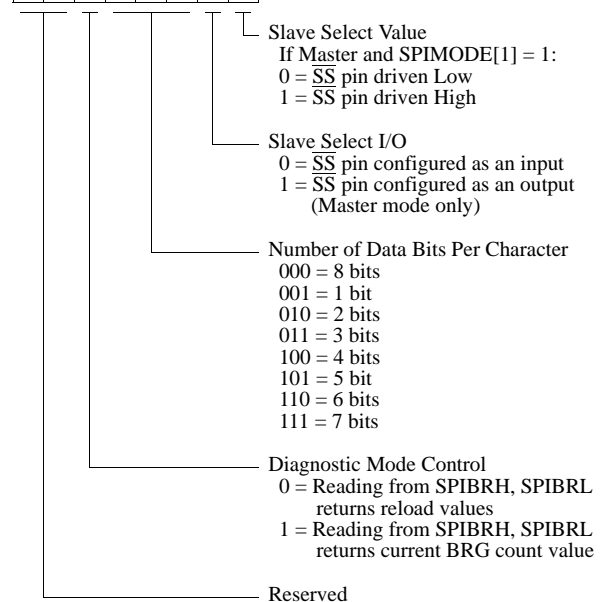 Slave Select Value
If Master and SPIMODE[1] = 1:
0 = S̅S̅ pin driven Low
1 = S̅S̅ pin driven High
Slave Select I/O
0 = S̅S̅ pin configured as an input
1 = S̅S̅ pin configured as an output
(Master mode only)
Number of Data Bits Per Character
000 = 8 bits
001 = 1 bit
010 = 2 bits
011 = 3 bits
100 = 4 bits
101 = 5 bit
110 = 6 bits
111 = 7 bits
Diagnostic Mode Control
0 = Reading from SPIBRH, SPIBRL
returns reload values
1 = Reading from SPIBRH, SPIBRL
returns current BRG count value
Reserved